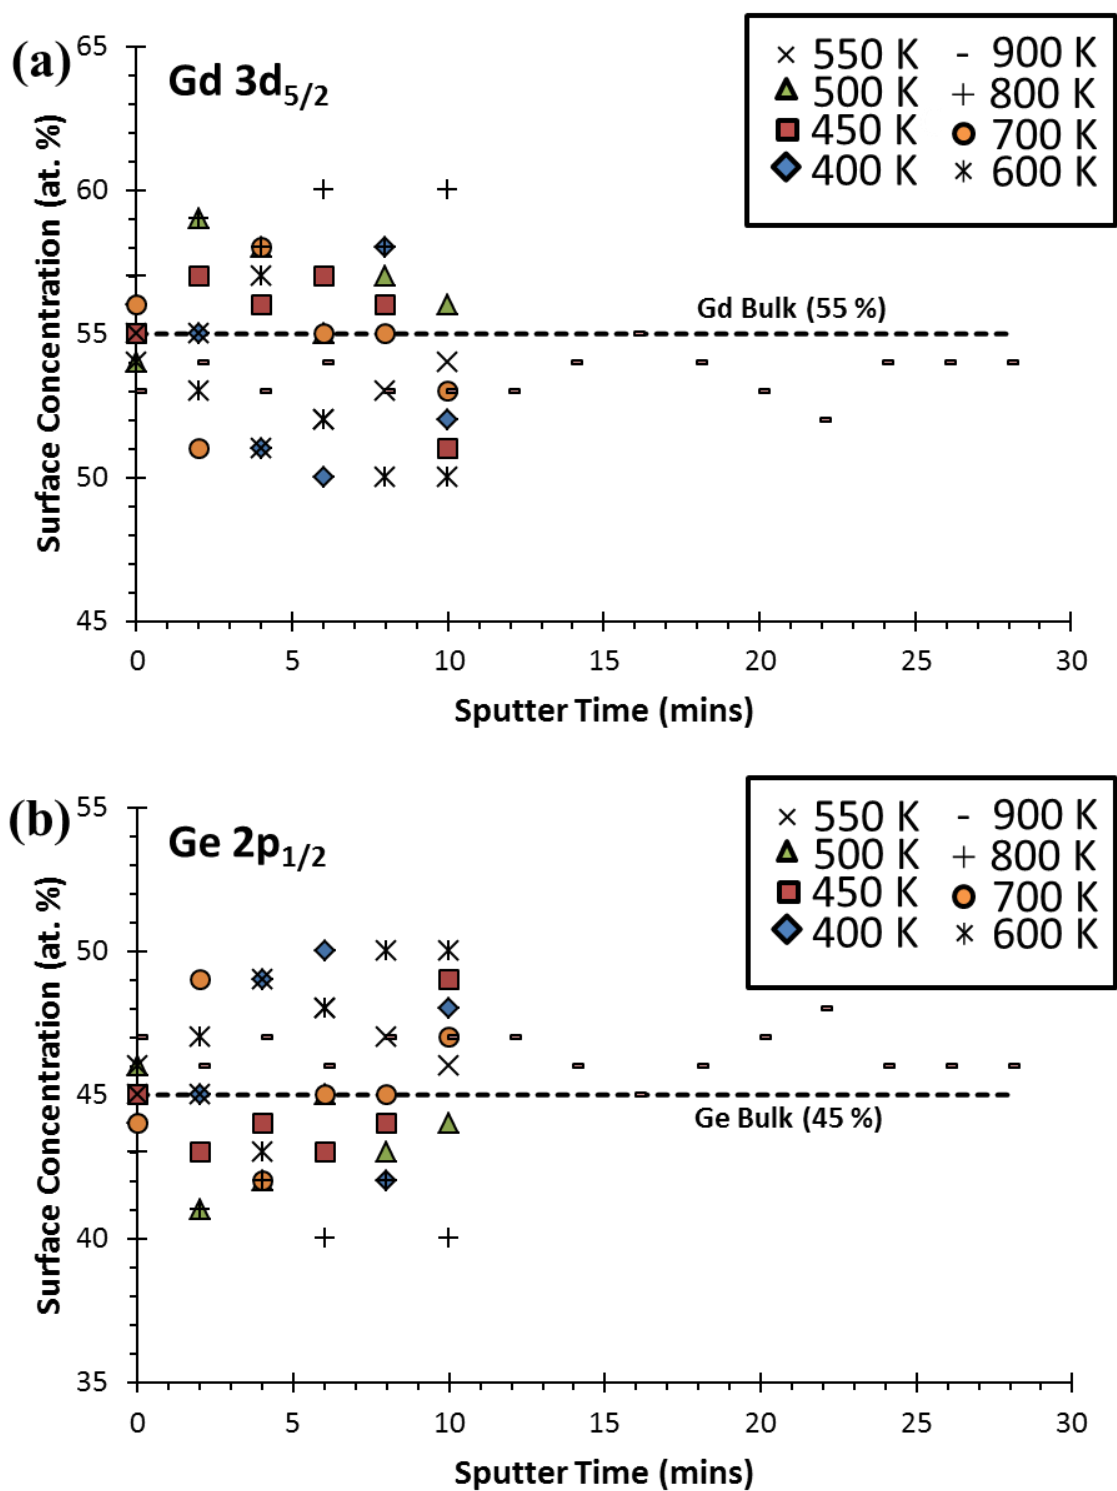 (a)
Gd 3d5/2
× 550 K - 900 K
500 K + 800 K
450 K 700 K
400 K 600 K
65
60
55
50
45
Surface Concentration (at. %)
Gd Bulk (55 %)
0 5 10 15 20 25 30
Sputter Time (mins)
(b)
Ge 2p1/2
× 550 K - 900 K
500 K + 800 K
450 K 700 K
400 K 600 K
55
50
45
40
35
Surface Concentration (at. %)
Ge Bulk (45 %)
0 5 10 15 20 25 30
Sputter Time (mins)